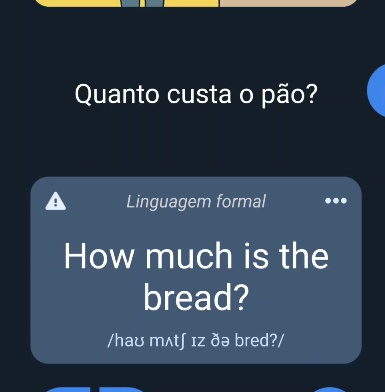 Quanto custa o pão?
Linguagem formal
How much is the
bread?
/haʊ mʌtʃ ɪz ðə bred?/